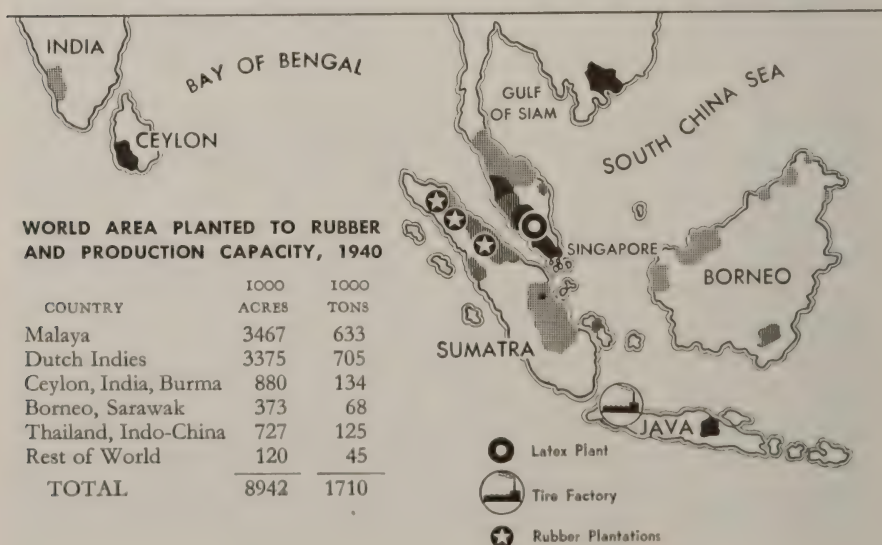 INDIA
BAY OF BENGAL
CEYLON
GULF
OF SIAM
SOUTH CHINA SEA
WORLD AREA PLANTED TO RUBBER
AND PRODUCTION CAPACITY, 1940
1000 1000
COUNTRY ACRES TONS
Malaya 3467 633
Dutch Indies 3375 705
Ceylon, India, Burma 880 134
Borneo, Sarawak 373 68
Thailand, Indo-China 727 125
Rest of World 120 45
TOTAL 8942 1710
SINGAPORE
BORNEO
SUMATRA
JAVA
Latex Plant
Tire Factory
Rubber Plantations